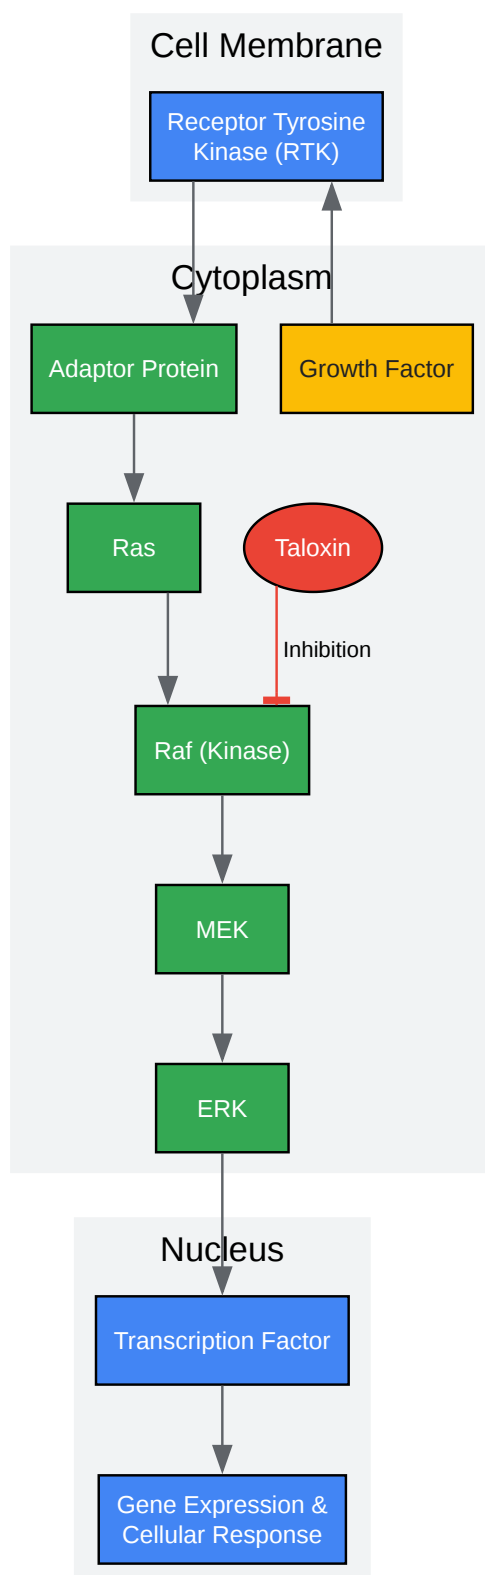 Cell Membrane
Receptor Tyrosine
Kinase (RTK)
Cytoplasm
Adaptor Protein
Growth Factor
Ras
Taloxin
Inhibition
Raf (Kinase)
MEK
ERK
Nucleus
Transcription Factor
Gene Expression &
Cellular Response